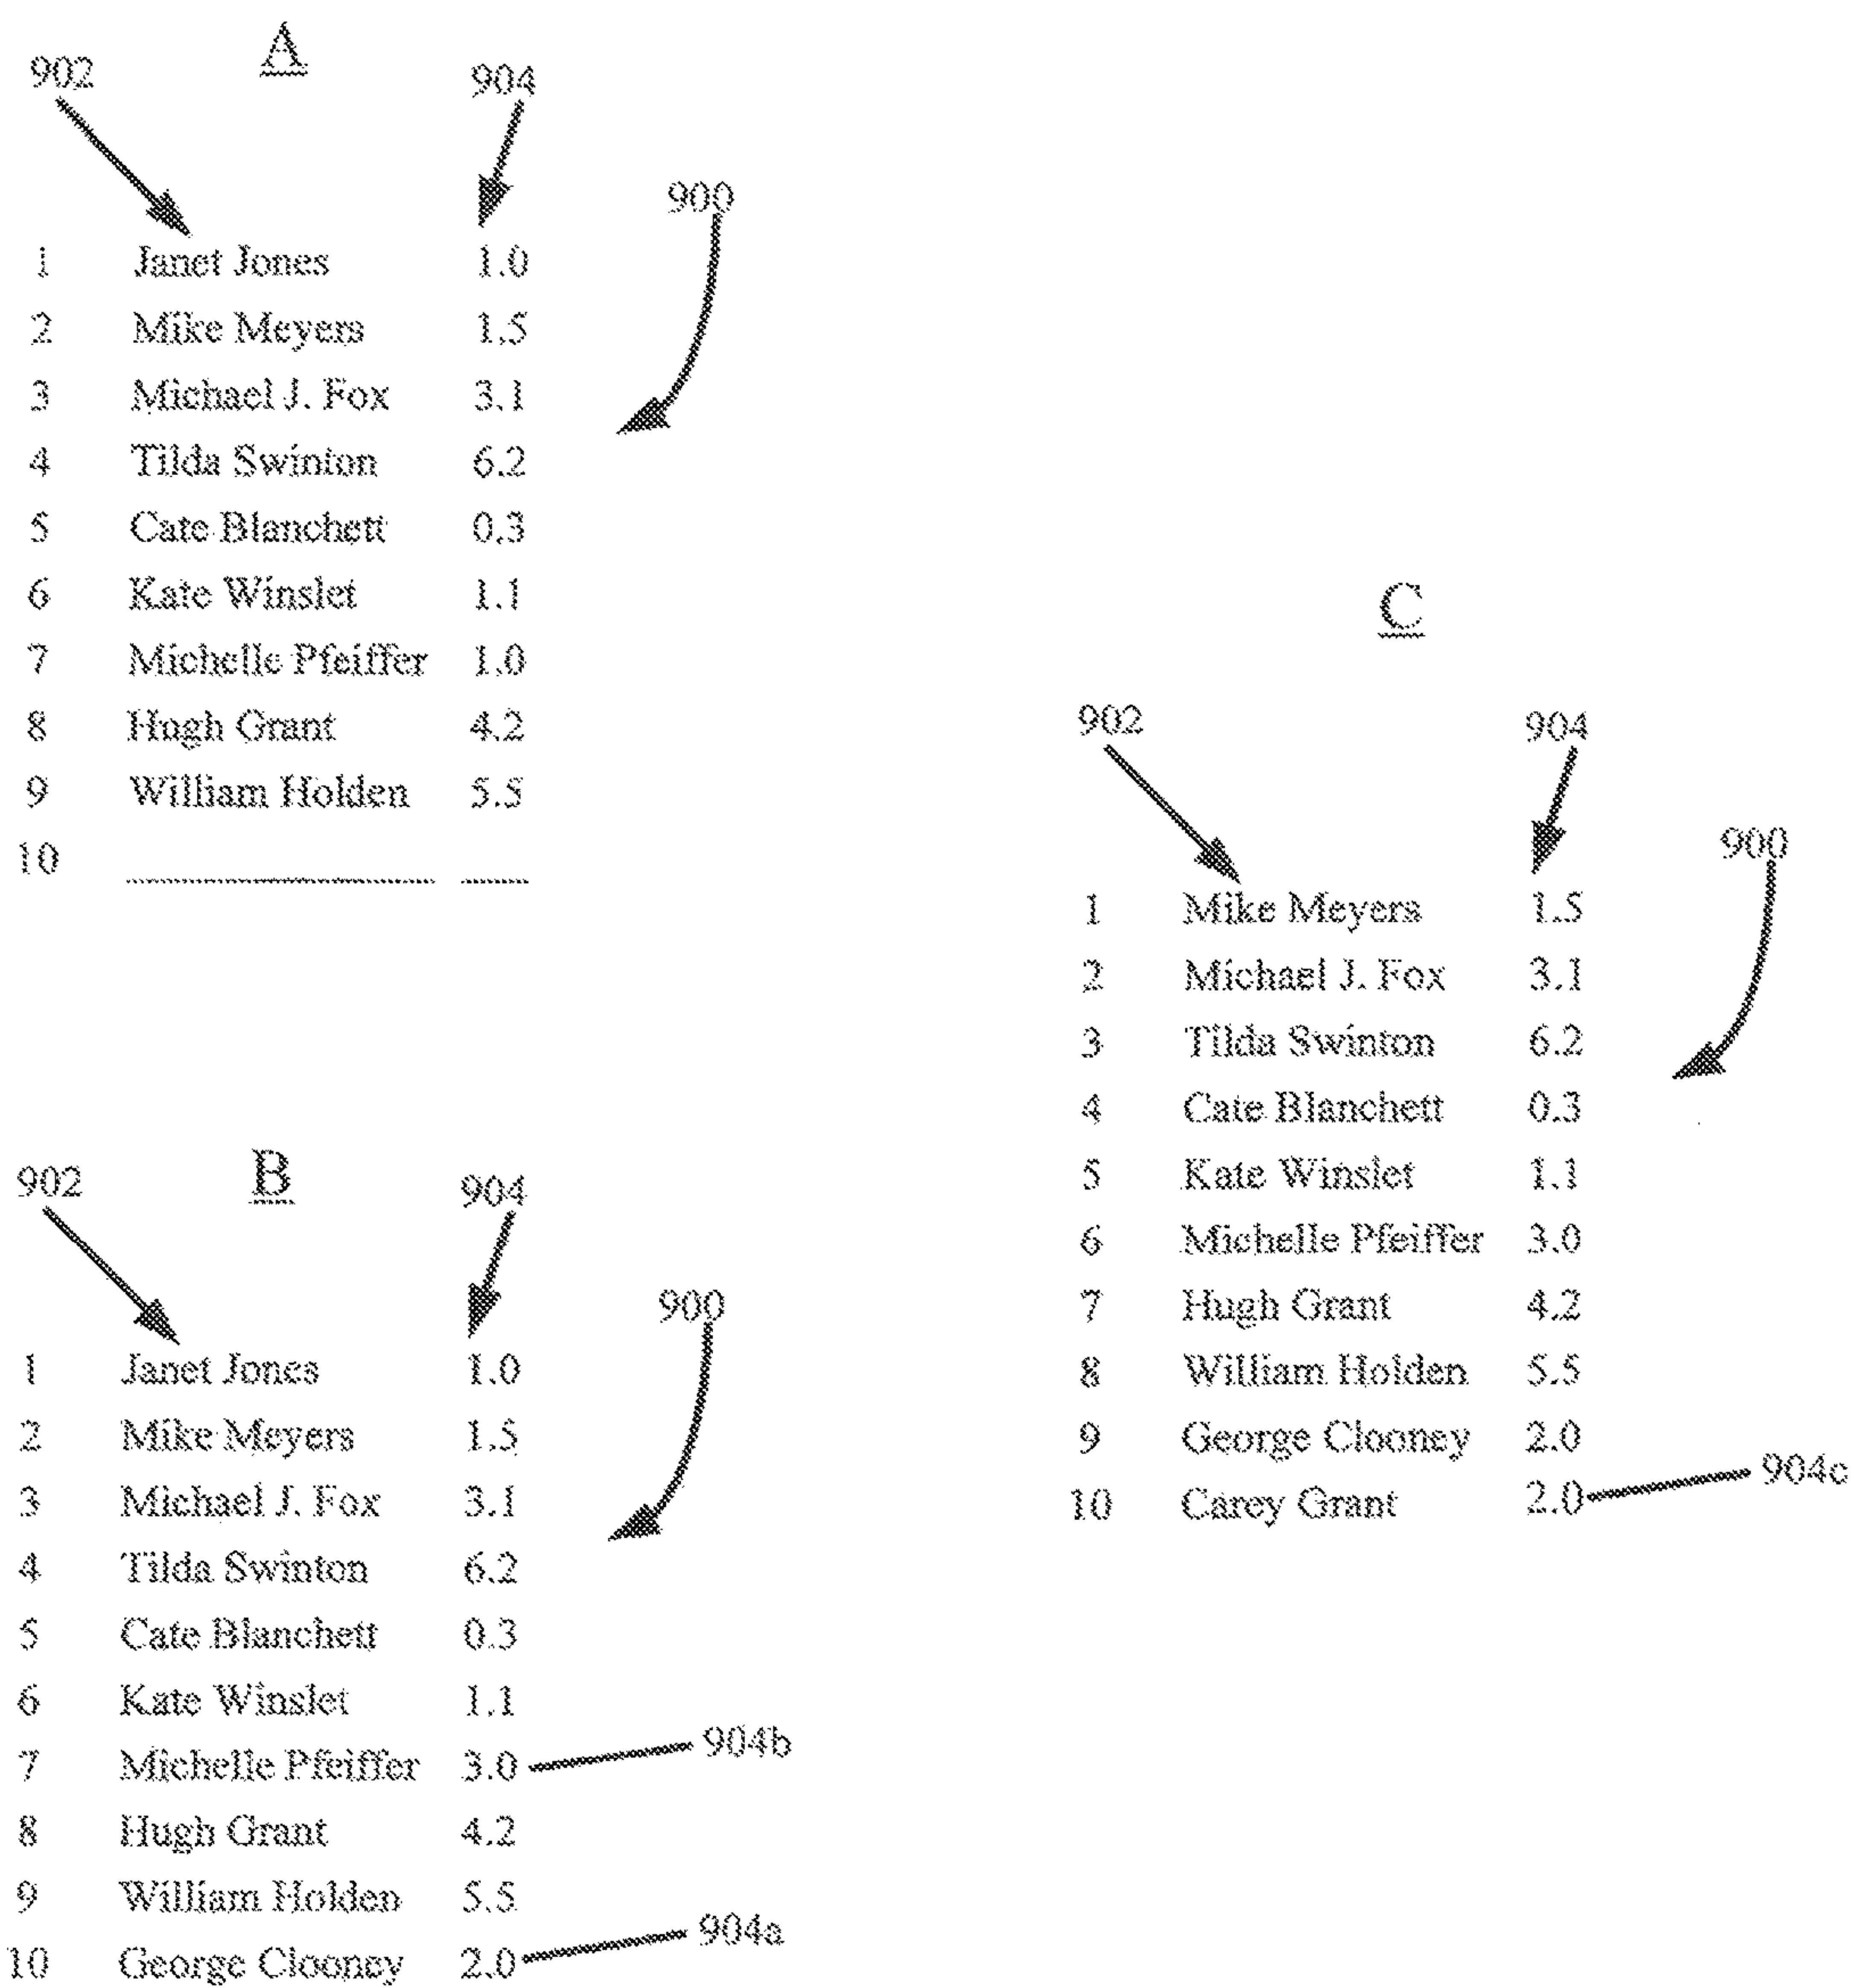 A
902 904
900
1 Janet Jones 1.0
2 Mike Meyers 1.5
3 Michael J. Fox 3.1
4 Tilda Swinton 6.2
5 Cate Blanchett 0.3
6 Kate Winslet 1.1
7 Michelle Pfeiffer 1.0
8 Hugh Grant 4.2
9 William Holden 5.5
10
B
902 904
900
1 Janet Jones 1.0
2 Mike Meyers 1.5
3 Michael J. Fox 3.1
4 Tilda Swinton 6.2
5 Cate Blanchett 0.3
6 Kate Winslet 1.1
7 Michelle Pfeiffer 3.0 904b
8 Hugh Grant 4.2
9 William Holden 5.5
10 George Clooney 2.0 904a
C
902 904
900
1 Mike Meyers 1.5
2 Michael J. Fox 3.1
3 Tilda Swinton 6.2
4 Cate Blanchett 0.3
5 Kate Winslet 1.1
6 Michelle Pfeiffer 3.0
7 Hugh Grant 4.2
8 William Holden 5.5
9 George Clooney 2.0
10 Carey Grant 2.0 904c